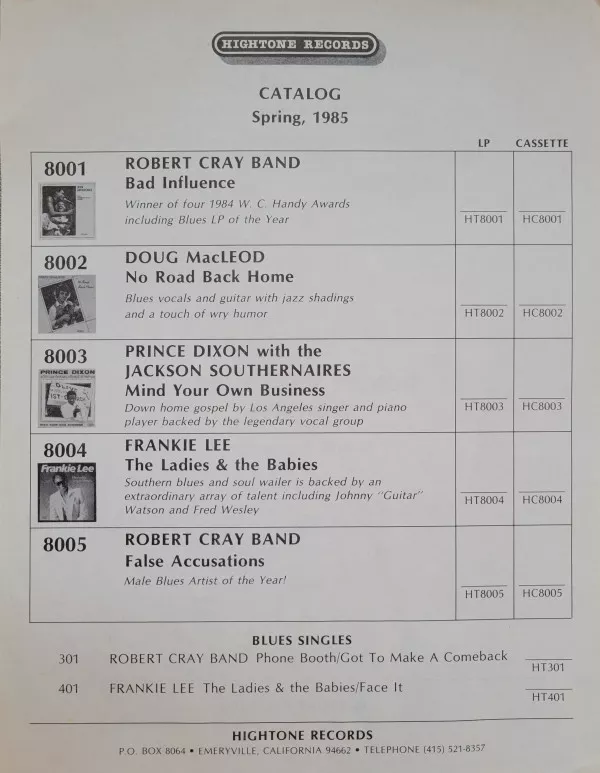 HIGHTONE RECORDS
CATALOG
Spring, 1985
LP CASSETTE
8001 ROBERT CRAY BAND
Bad Influence
Winner of four 1984 W. C. Handy Awards
including Blues LP of the Year
HT8001 HC8001
8002 DOUG MacLEOD
No Road Back Home
Blues vocals and guitar with jazz shadings
and a touch of wry humor
HT8002 HC8002
8003 PRINCE DIXON with the
JACKSON SOUTHERNAIRES
PRINCE DIXON
Mind Your Own Business
Down home gospel by Los Angeles singer and piano
player backed by the legendary vocal group
HT8003 HC8003
8004 FRANKIE LEE
Frankie Lee
The Ladies & the Babies
Southern blues and soul wailer is backed by an
extraordinary array of talent including Johnny "Guitar"
Watson and Fred Wesley
HT8004 HC8004
8005 ROBERT CRAY BAND
False Accusations
Male Blues Artist of the Year!
HT8005 HC8005
BLUES SINGLES
301 ROBERT CRAY BAND Phone Booth/Got To Make A Comeback
HT301
401 FRANKIE LEE The Ladies & the Babies/Face It
HT401
HIGHTONE RECORDS
P.O. BOX 8064 • EMERYVILLE, CALIFORNIA 94662 • TELEPHONE (415) 521-8357